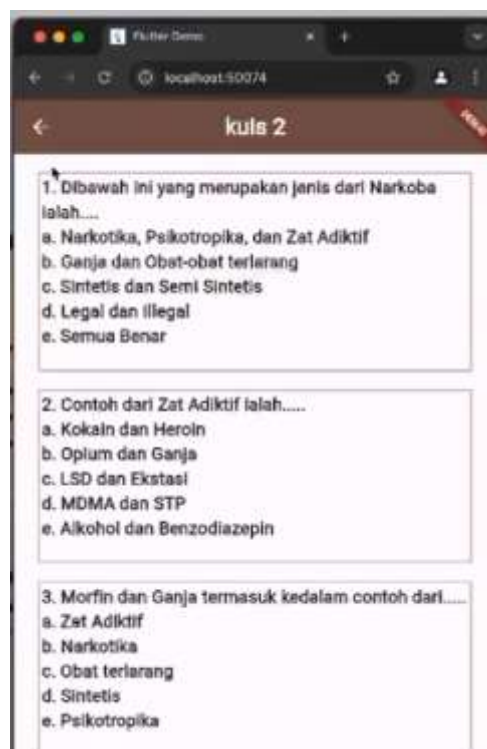 Flutter Demo
localhost:50074
kuis 2
1. Dibawah ini yang merupakan jenis dari Narkoba
ialah....
a. Narkotika, Psikotropika, dan Zat Adiktif
b. Ganja dan Obat-obat terlarang
c. Sintetis dan Semi Sintetis
d. Legal dan Illegal
e. Semua Benar
2. Contoh dari Zat Adiktif ialah.....
a. Kokain dan Heroin
b. Opium dan Ganja
c. LSD dan Ekstasi
d. MDMA dan STP
e. Alkohol dan Benzodiazepin
3. Morfin dan Ganja termasuk kedalam contoh dari.....
a. Zat Adiktif
b. Narkotika
c. Obat terlarang
d. Sintetis
e. Psikotropika